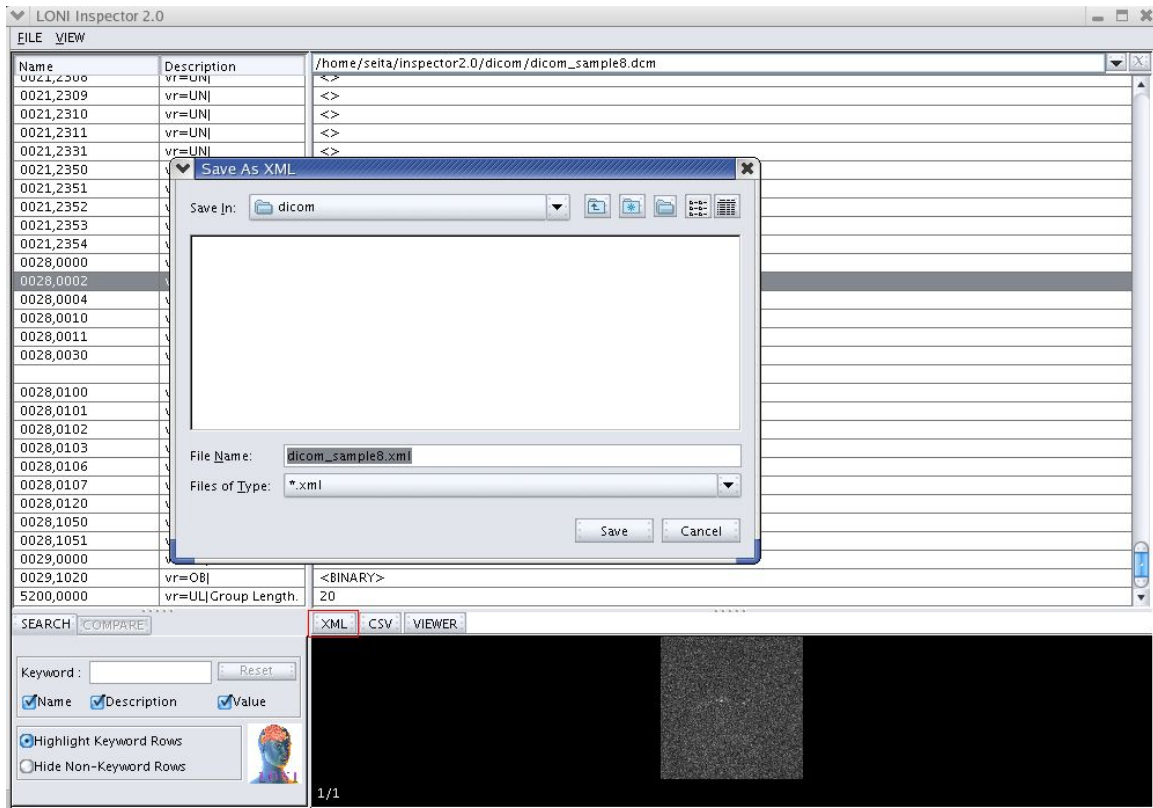 LONI Inspector 2.0
FILE VIEW
Name Description /home/seita/inspector2.0/dicom/dicom_sample8.dcm
0021,2308 vr=UN| <>
0021,2309 vr=UN| <>
0021,2310 vr=UN| <>
0021,2311 vr=UN| <>
0021,2331 vr=UN| <>
0021,2350
0021,2351
0021,2352
0021,2353
0021,2354
0028,0000
0028,0002
0028,0004
0028,0010
0028,0011
0028,0030
0028,0100
0028,0101
0028,0102
0028,0103
0028,0106
0028,0107
0028,0120
0028,1050
0028,1051
0029,0000
0029,1020 vr=OB| <BINARY>
5200,0000 vr=UL|Group Length. 20
Save As XML
Save In: dicom
File Name: dicom_sample8.xml
Files of Type: *.xml
Save Cancel
SEARCH COMPARE XML CSV VIEWER
Keyword : Reset
Name Description Value
Highlight Keyword Rows
Hide Non-Keyword Rows
LONI
1/1